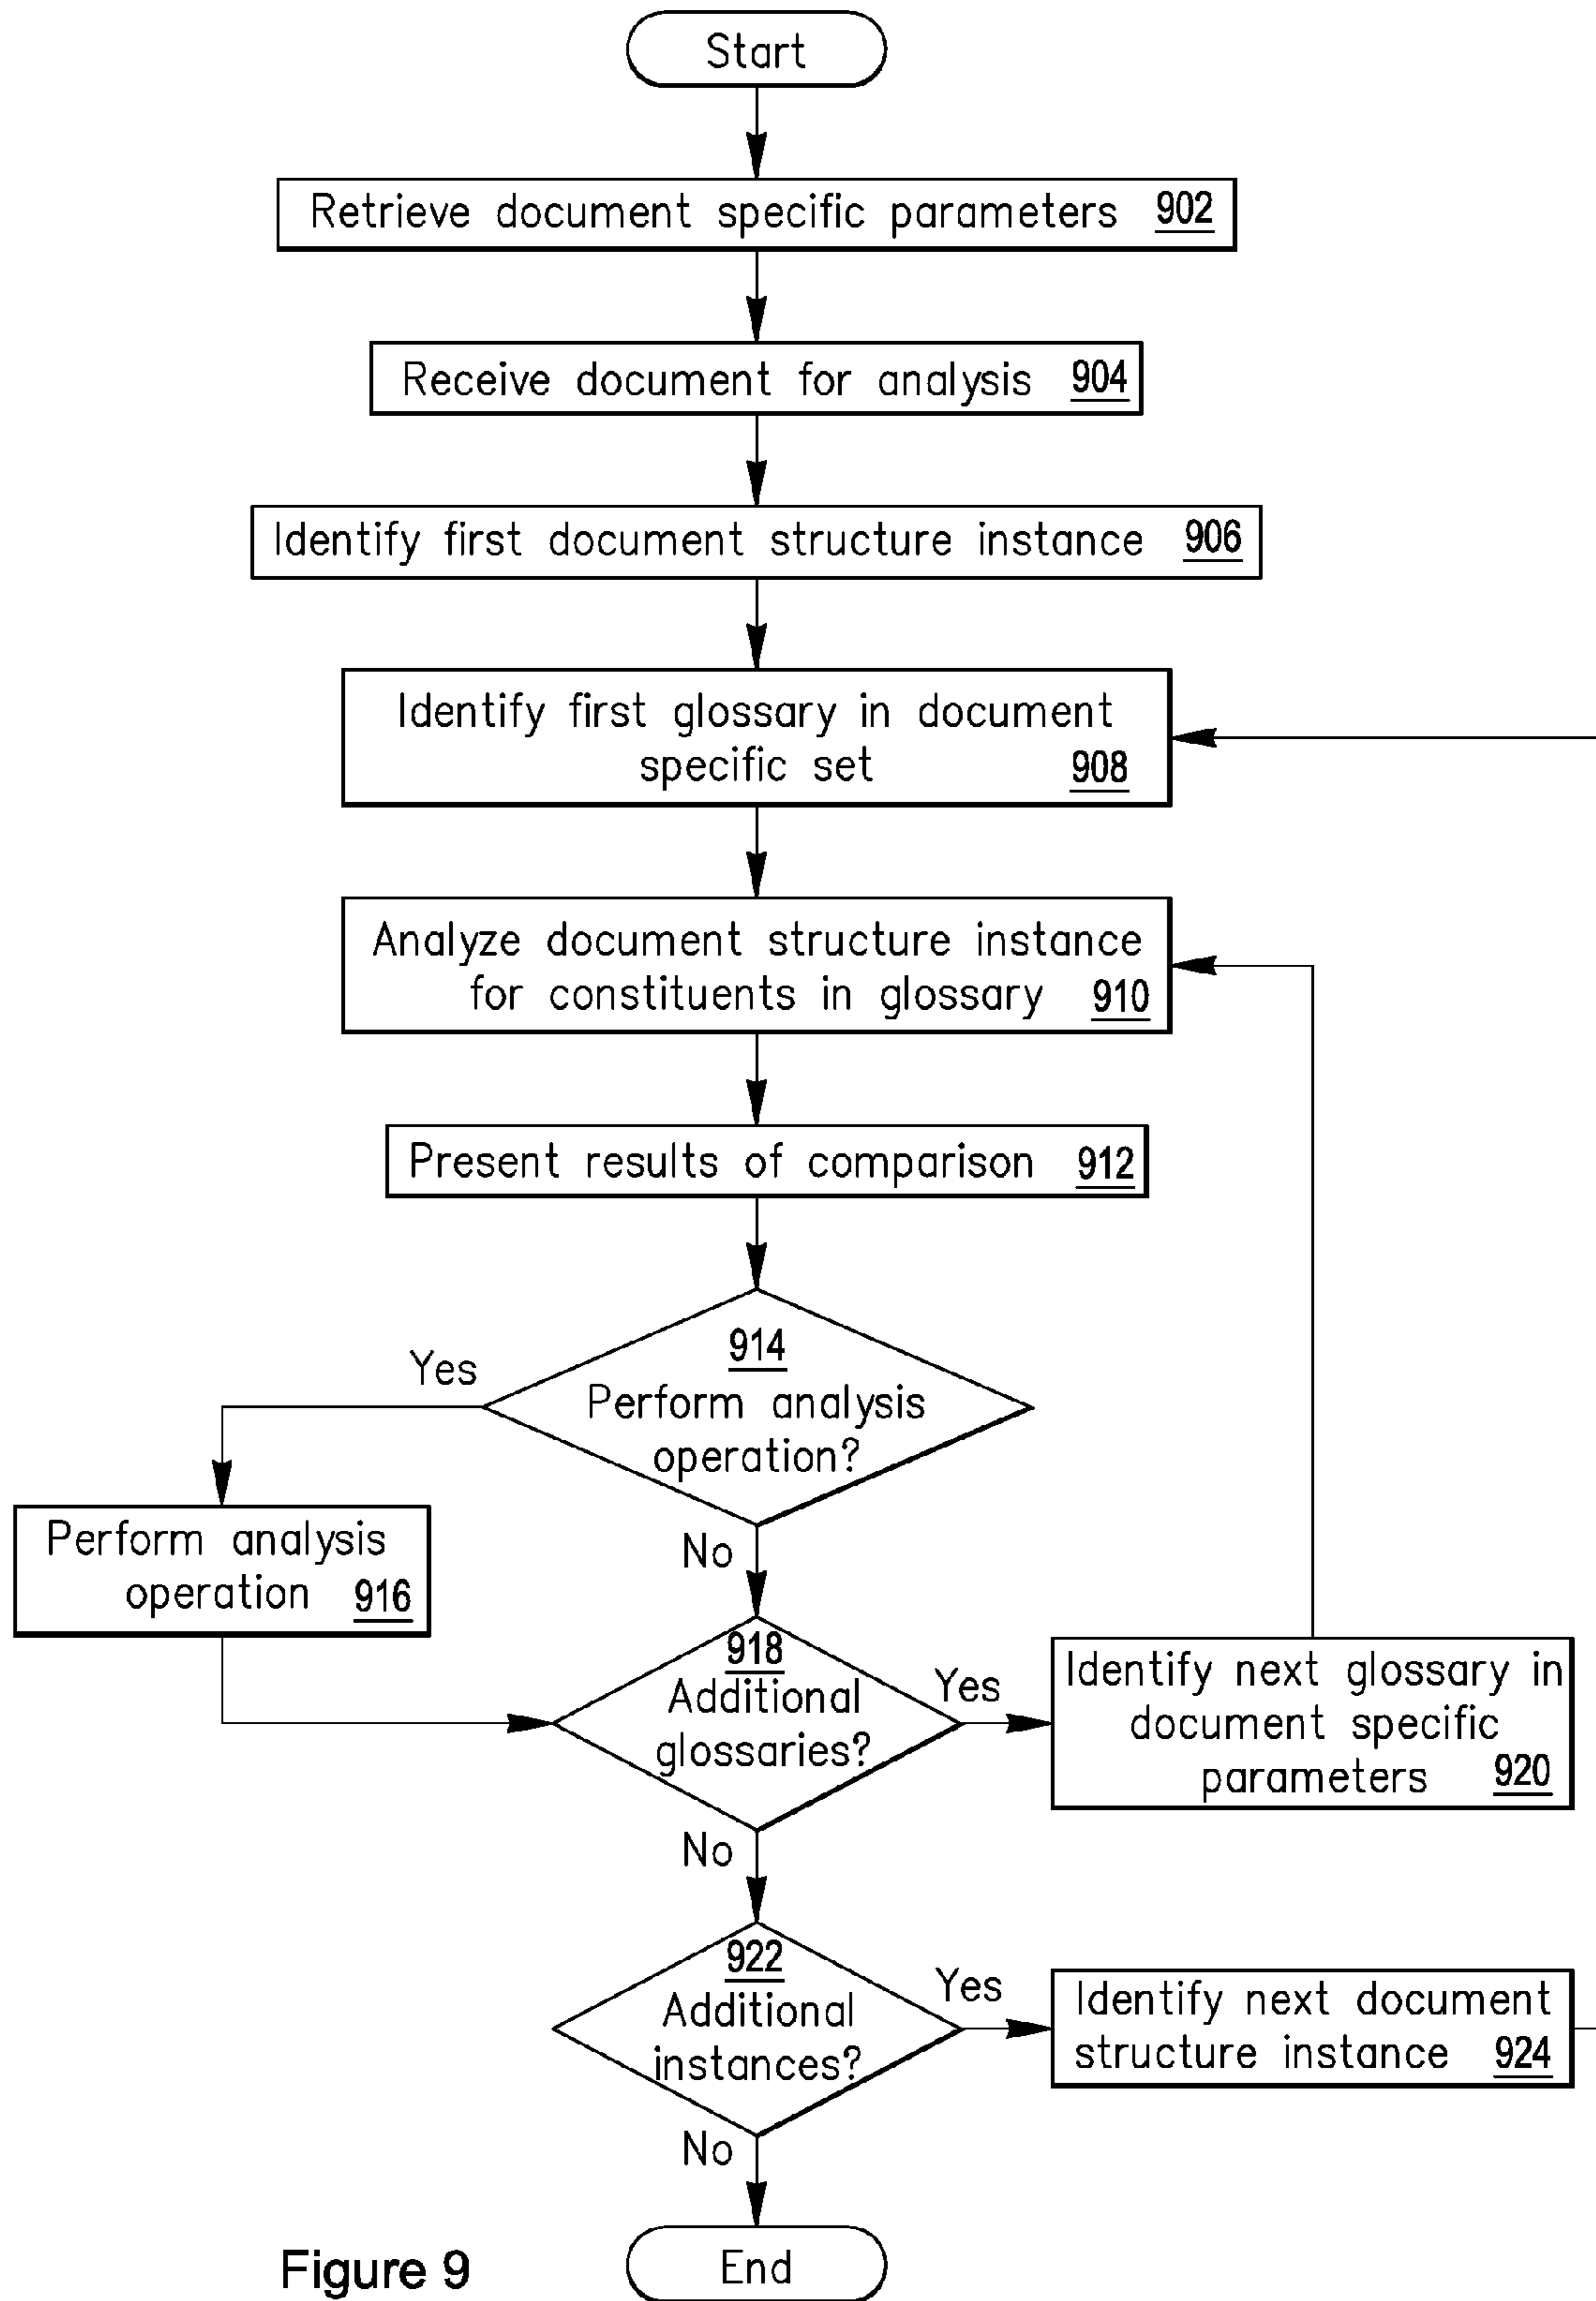 Start
Retrieve document specific parameters 902
Receive document for analysis 904
Identify first document structure instance 906
Identify first glossary in document
specific set 908
Analyze document structure instance
for constituents in glossary 910
Present results of comparison 912
914
Yes
Perform analysis
operation?
Perform analysis
operation 916
No
918
Additional
glossaries?
Yes
Identify next glossary in
document specific
parameters 920
No
922
Additional
instances?
Yes
Identify next document
structure instance 924
No
End
Figure 9